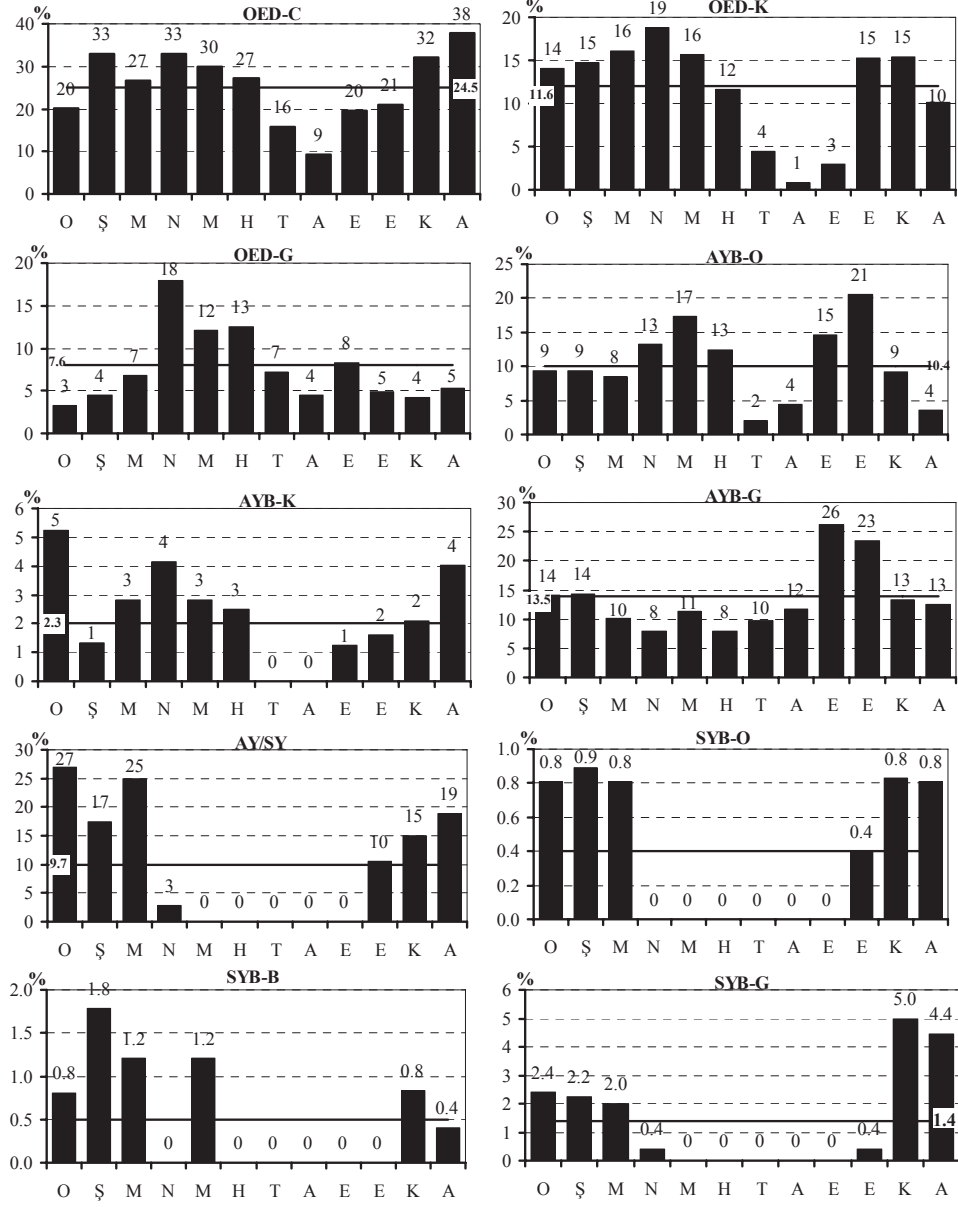 OED-C
40%
30
20
10
0
20 33 27 33 30 27 16 9 20 21 32 38
24.5
O Ş M N M H T A E E K A
OED-K
20%
15
10
5
0
14 15 16 19 16 12 4 1 3 15 15 10
11.6
O Ş M N M H T A E E K A
OED-G
%
20
15
10
5
0
3 4 7 18 12 13 7 4 8 5 4 5
7.6
O Ş M N M H T A E E K A
AYB-O
%
25
20
15
10
5
0
9 9 8 13 17 13 2 4 15 21 9 4
10.4
O Ş M N M H T A E E K A
AYB-K
%
6
5
4
3
2
1
0
5 1 3 4 3 3 0 0 1 2 2 4
2.3
O Ş M N M H T A E E K A
AYB-G
%
30
25
20
15
10
5
0
14 14 10 8 11 8 10 12 26 23 13 13
13.5
O Ş M N M H T A E E K A
AY/SY
%
30
25
20
15
10
5
0
27 17 25 3 0 0 0 0 0 10 15 19
9.7
O Ş M N M H T A E E K A
SYB-O
%
1.0
0.8
0.6
0.4
0.2
0.0
0.8 0.9 0.8 0 0 0 0 0 0 0.4 0.8 0.8
O Ş M N M H T A E E K A
SYB-B
%
2.0
1.5
1.0
0.5
0.0
0.8 1.8 1.2 0 1.2 0 0 0 0 0 0.8 0.4
O Ş M N M H T A E E K A
SYB-G
%
6
5
4
3
2
1
0
2.4 2.2 2.0 0.4 0 0 0 0 0 0.4 5.0 4.4
1.4
O Ş M N M H T A E E K A